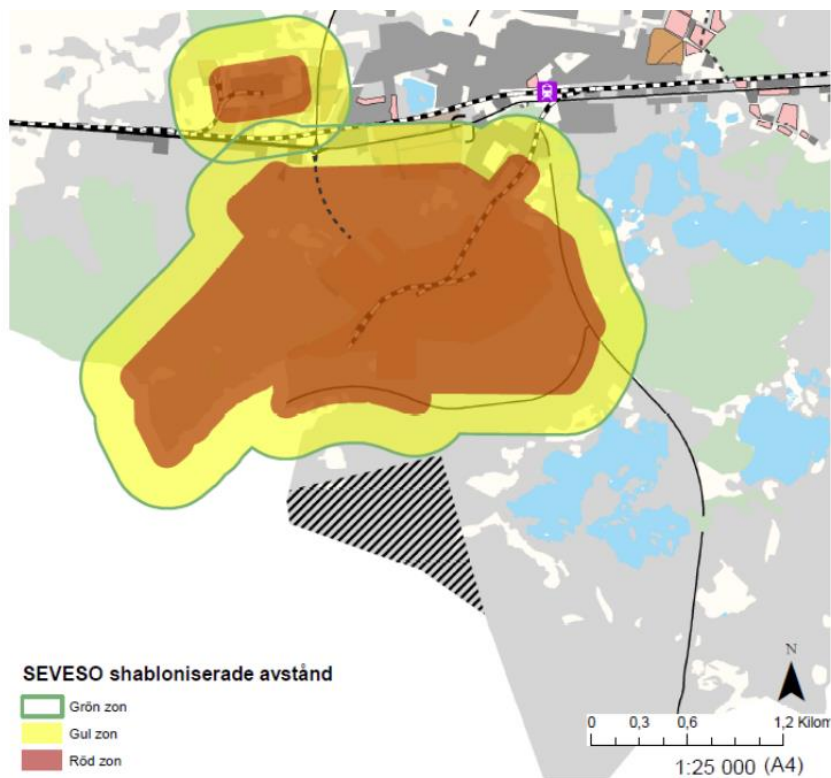 SEVESO shabloniserade avstånd
Grön zon
Gul zon
Röd zon
N
0 0,3 0,6 1,2 Kilom
1:25 000 (A4)